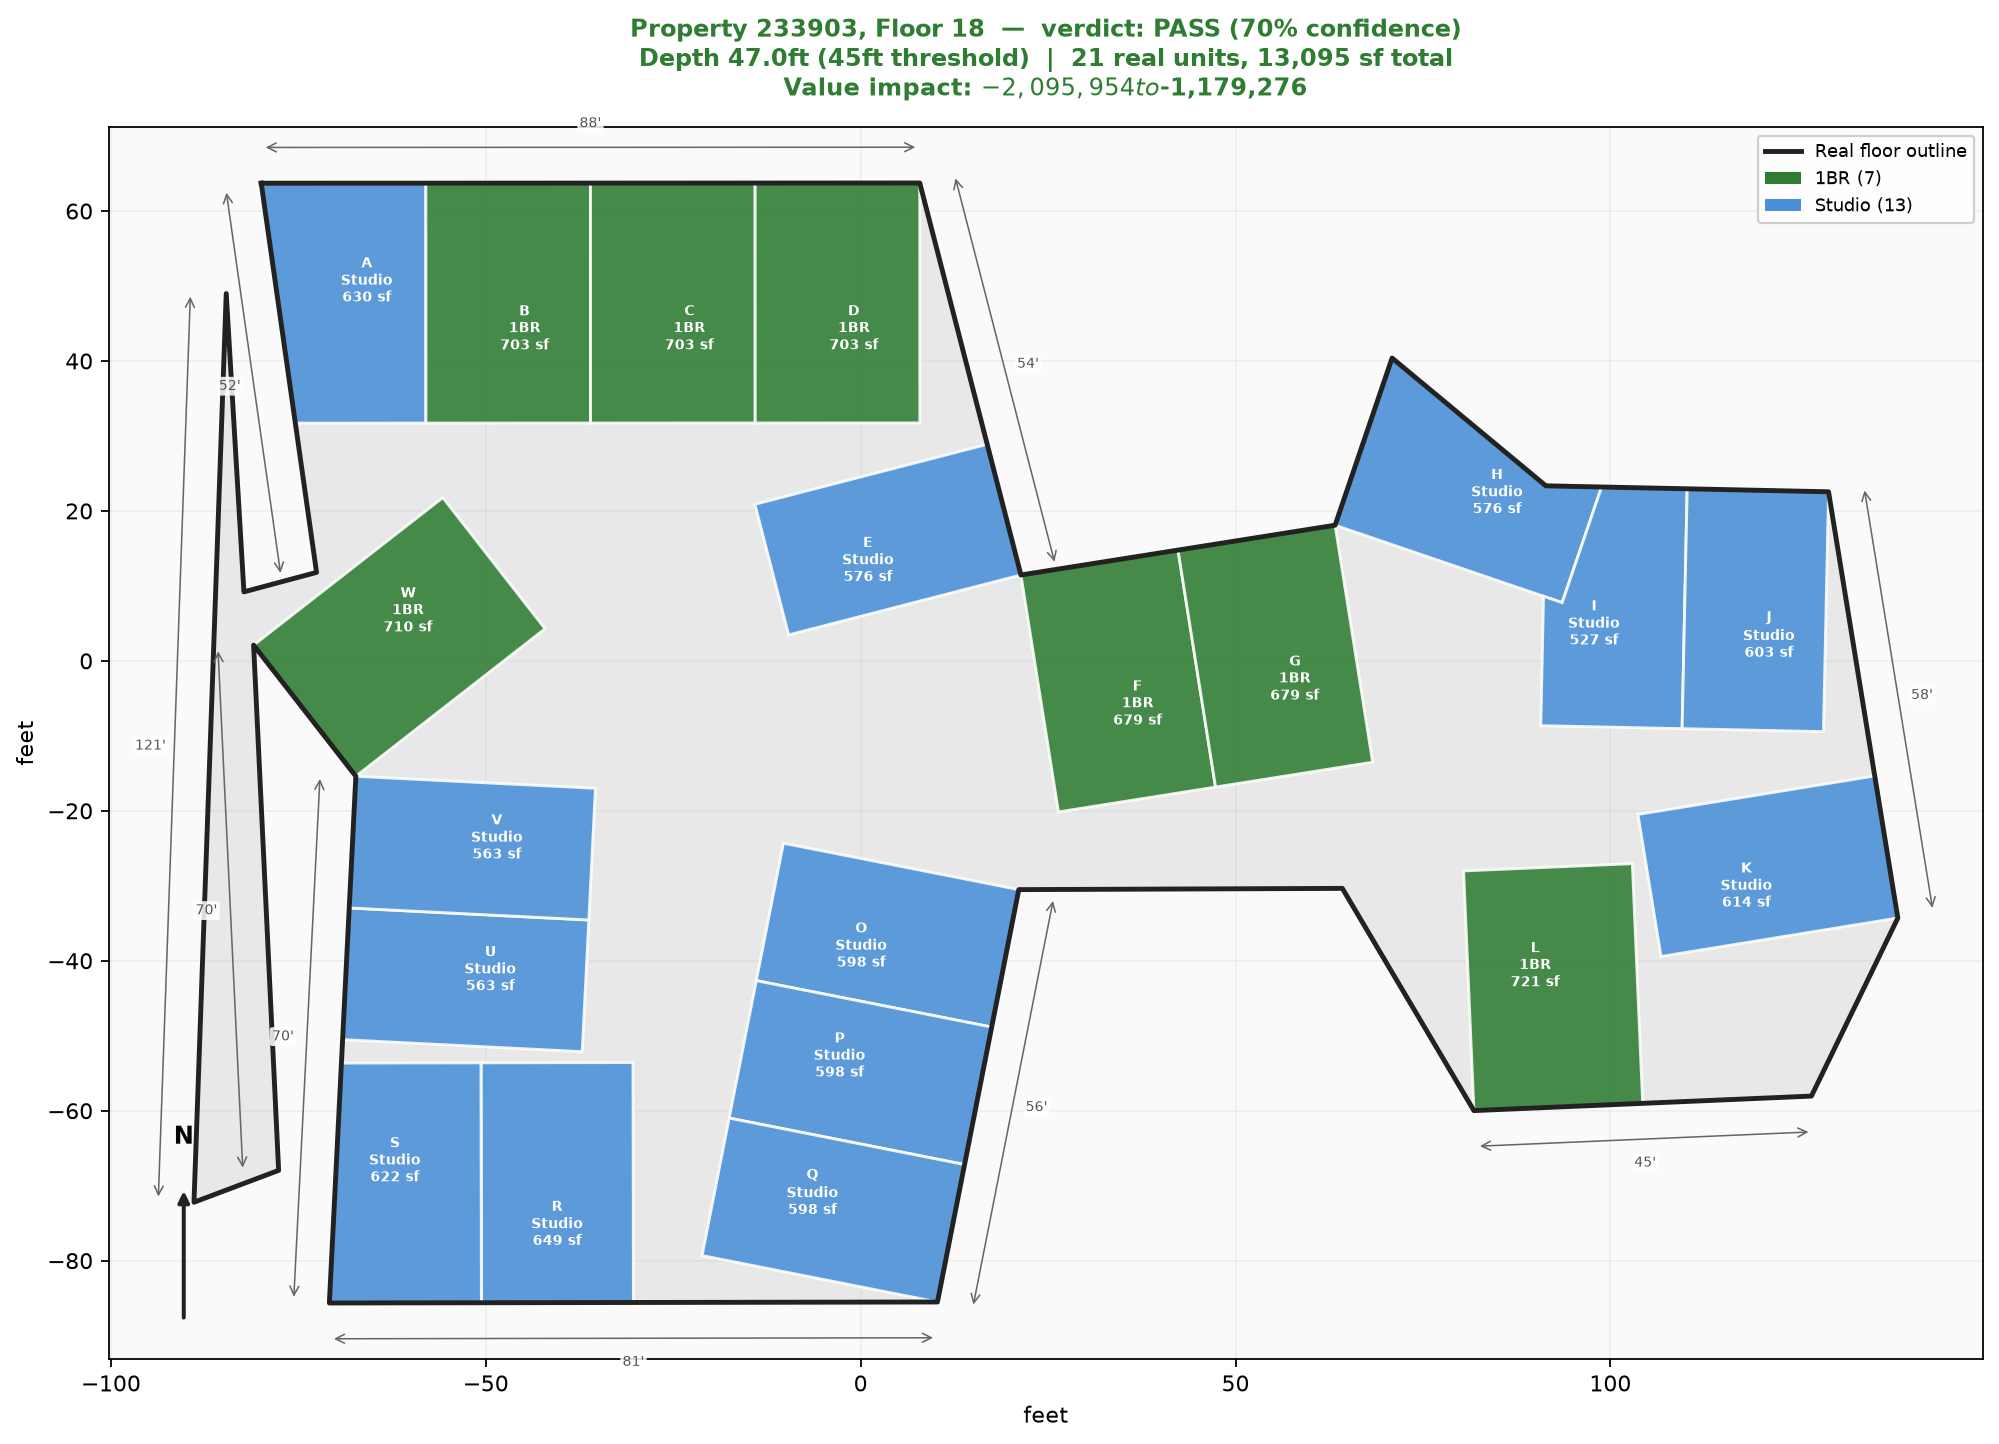 Property 233903, Floor 18 — verdict: PASS (70% confidence)
Depth 47.0ft (45ft threshold) | 21 real units, 13,095 sf total
Value impact: −2,095,954to-1,179,276
88'
Real floor outline
1BR (7)
Studio (13)
A
Studio
630 sf
B
1BR
703 sf
C
1BR
703 sf
D
1BR
703 sf
52'
54'
E
Studio
576 sf
H
Studio
576 sf
W
1BR
710 sf
F
1BR
679 sf
G
1BR
679 sf
I
Studio
527 sf
J
Studio
603 sf
58'
121'
70'
V
Studio
563 sf
U
Studio
563 sf
O
Studio
598 sf
P
Studio
598 sf
Q
Studio
598 sf
L
1BR
721 sf
K
Studio
614 sf
70'
56'
S
Studio
622 sf
R
Studio
649 sf
45'
N
81'
60
40
20
0
−20
−40
−60
−80
feet
−100
−50
0
50
100
feet